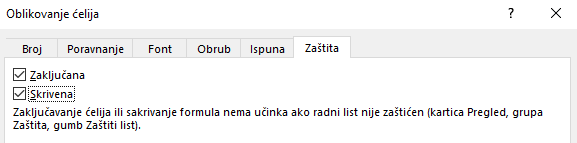 Oblikovanje ćelija ?
Broj Poravnanje Font Obrub Ispuna Zaštita
Zaključana
Skrivena
Zaključavanje ćelija ili sakrivanje formula nema učinka ako radni list nije zaštićen (kartica Pregled, grupa
Zaštita, gumb Zaštiti list).